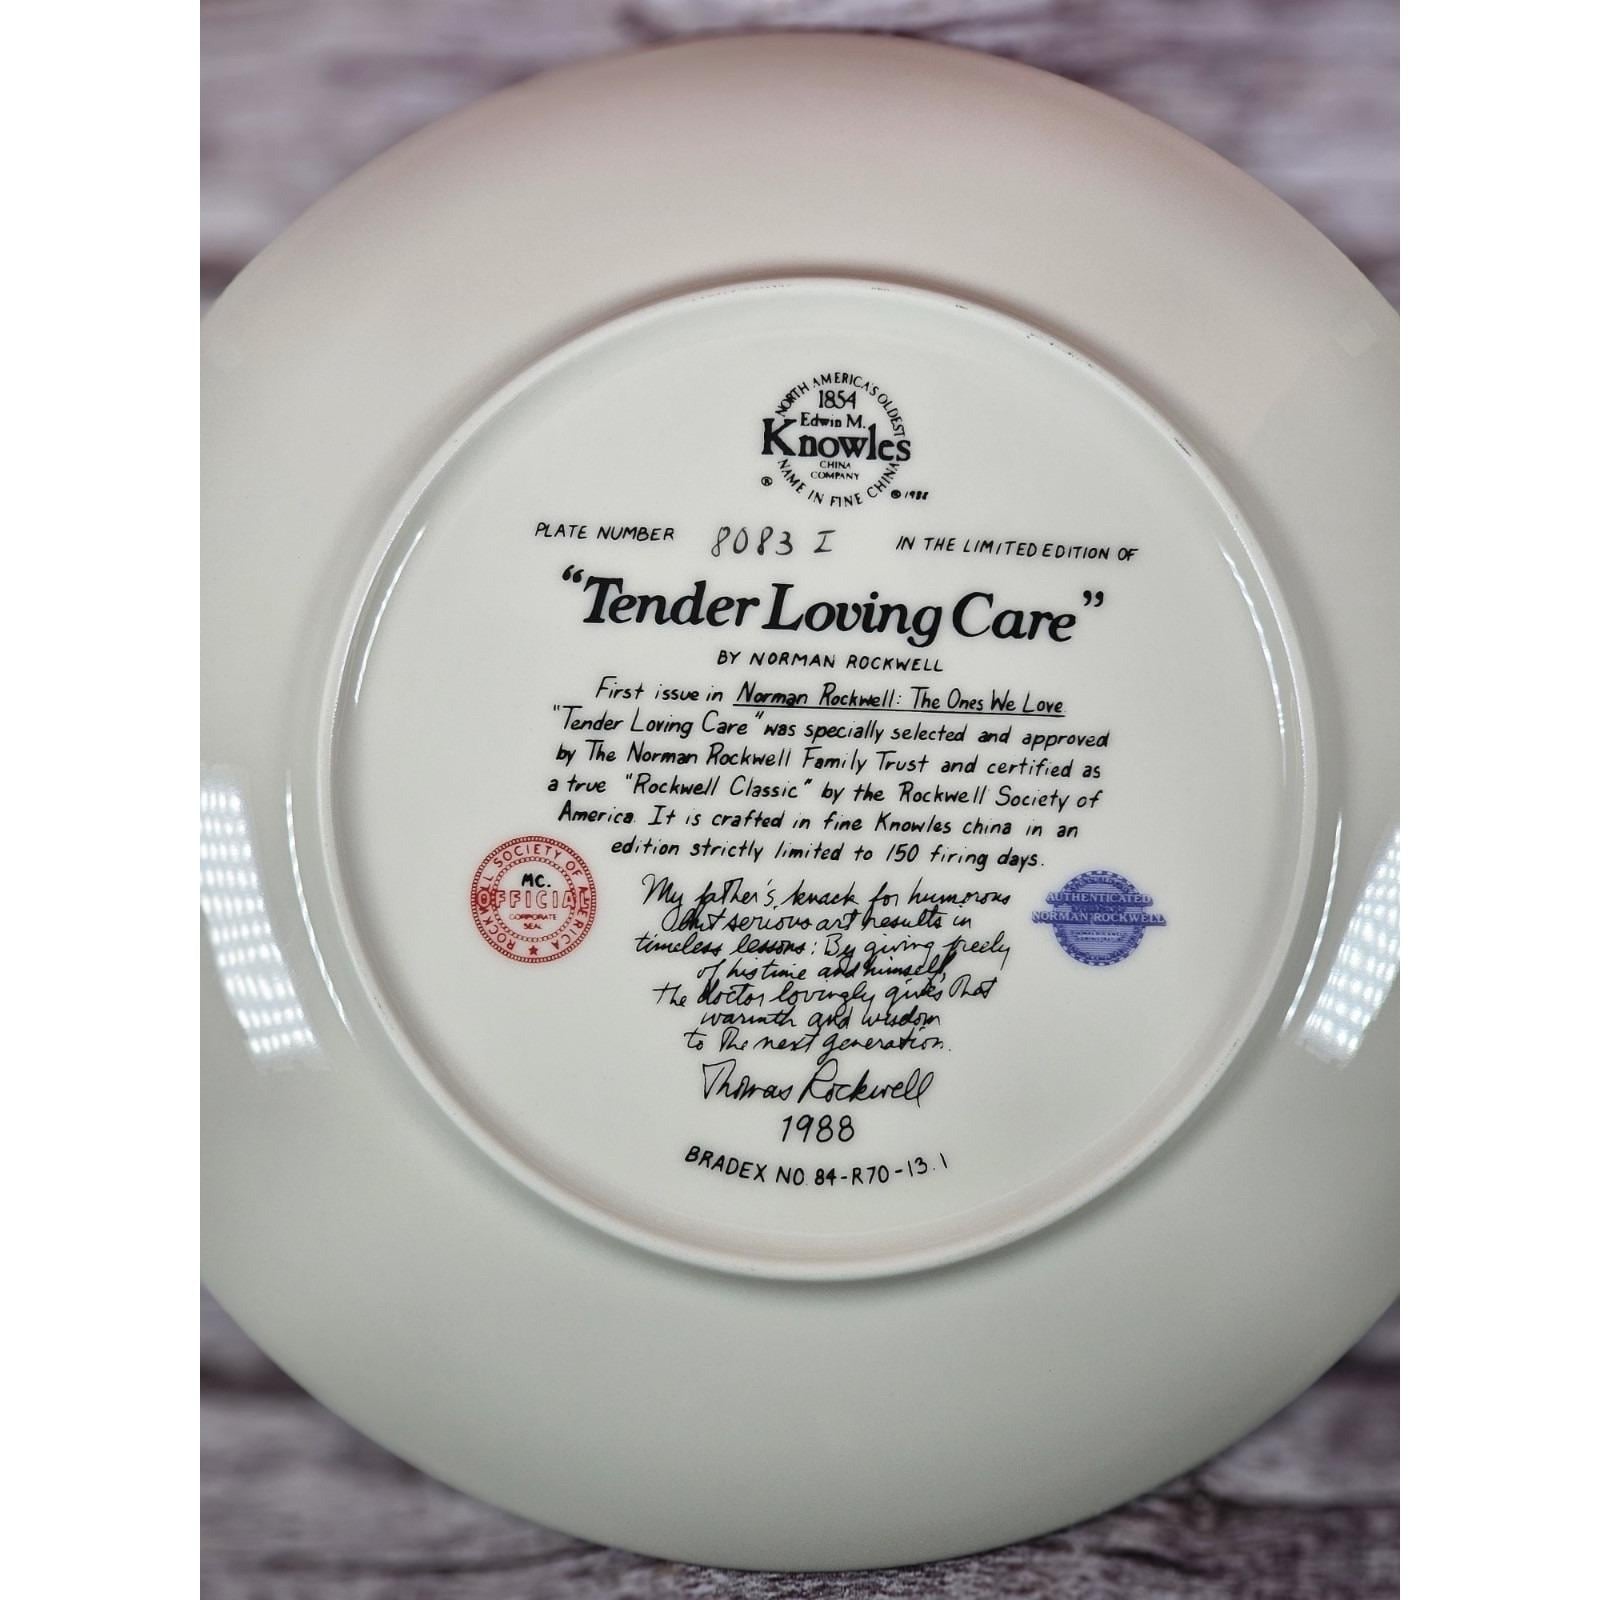 NORTH AMERICA'S OLDEST
1854
Edwin M.
Knowles
CHINA
COMPANY
NAME IN FINE CHINA
® ©1988
PLATE NUMBER 8083 I IN THE LIMITED EDITION OF
"Tender Loving Care"
BY NORMAN ROCKWELL
First issue in Norman Rockwell: The Ones We Love.
"Tender Loving Care" was specially selected and approved
by The Norman Rockwell Family Trust and certified as
a true "Rockwell Classic" by the Rockwell Society of
America. It is crafted in fine Knowles china in an
edition strictly limited to 150 firing days.
ROCKWELL SOCIETY OF AMERICA
MC.
OFFICIAL
CORPORATE
SEAL
AUTHENTICATED
NORMAN ROCKWELL
My father's knack for humorous
but serious art results in
timeless lessons: By giving freely
of his time and himself,
the doctor lovingly gives that
warmth and wisdom
to the next generation.
Thomas Rockwell
1988
BRADEX NO. 84-R70-13.1